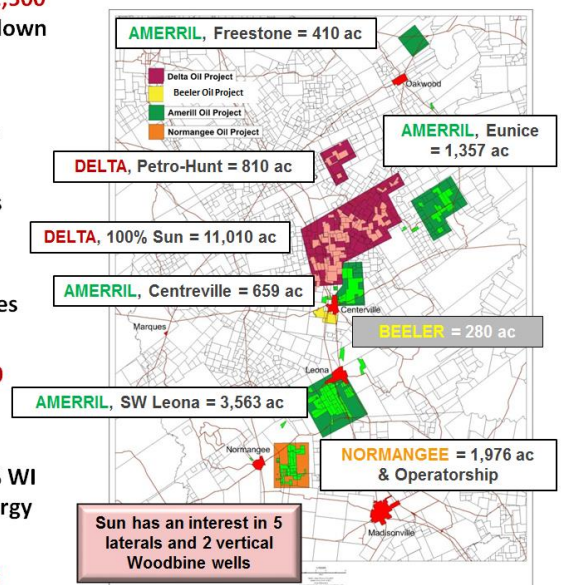 ,500
down
AMERRIL, Freestone = 410 ac
Delta Oil Project
Beeler Oil Project
Amerill Oil Project
Normangee Oil Project
Oakwood
AMERRIL, Eunice
= 1,357 ac
DELTA, Petro-Hunt = 810 ac
s
DELTA, 100% Sun = 11,010 ac
AMERRIL, Centreville = 659 ac
es
Centerville
Marques
BEELER = 280 ac
Leona
AMERRIL, SW Leona = 3,563 ac
Normangee
NORMANGEE = 1,976 ac
& Operatorship
WI
rgy
Sun has an interest in 5
laterals and 2 vertical
Woodbine wells
Madisonville